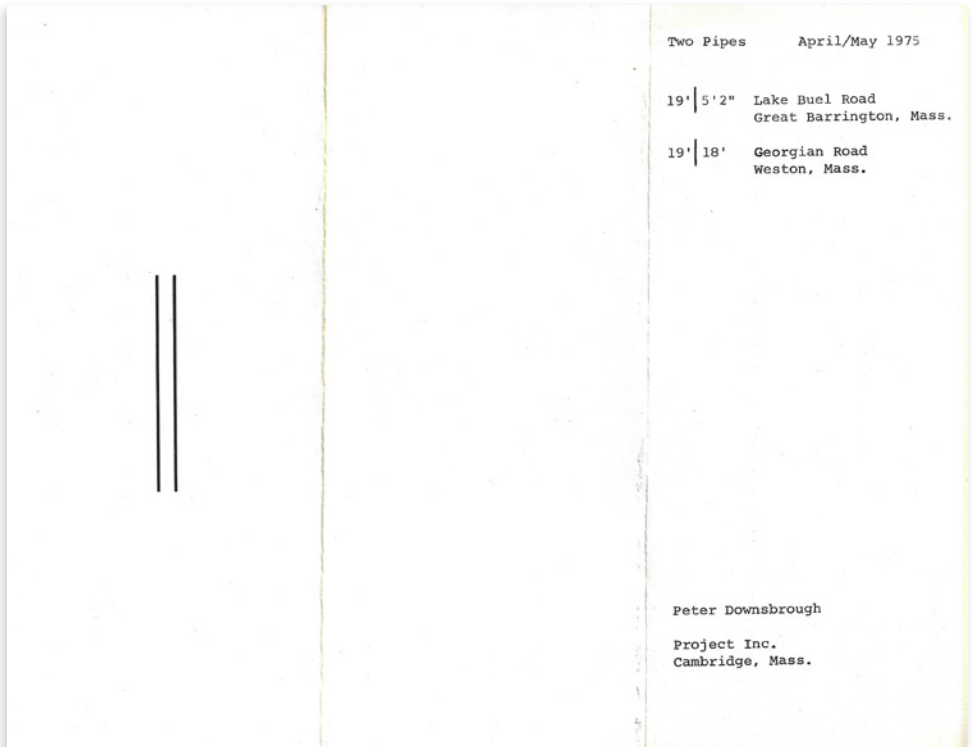 Two Pipes April/May 1975
19'|5'2" Lake Buel Road
Great Barrington, Mass.
19'|18' Georgian Road
Weston, Mass.
Peter Downsbrough
Project Inc.
Cambridge, Mass.